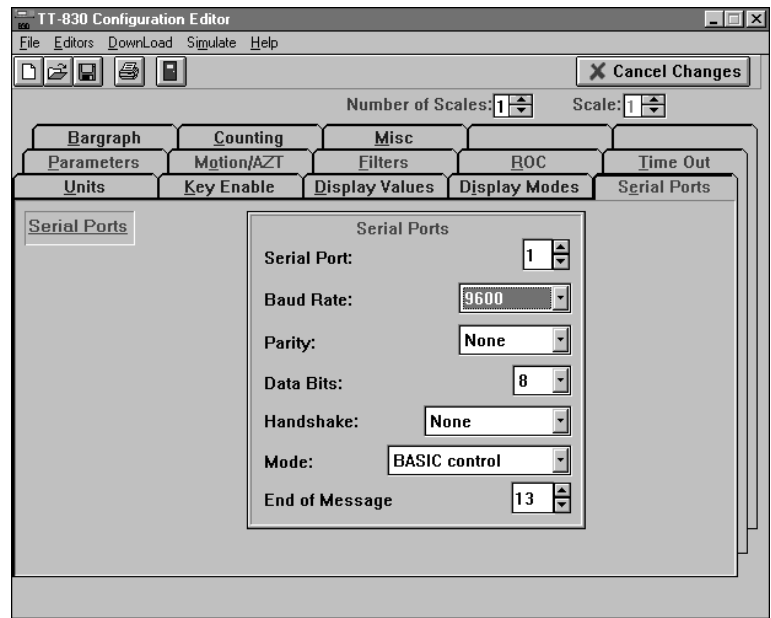 TT-830 Configuration Editor
File Editors DownLoad Simulate Help
Cancel Changes
Number of Scales: 1 Scale: 1
Bargraph Counting Misc
Parameters Motion/AZT Filters ROC Time Out
Units Key Enable Display Values Display Modes Serial Ports
Serial Ports
Serial Ports
Serial Port: 1
Baud Rate: 9600
Parity: None
Data Bits: 8
Handshake: None
Mode: BASIC control
End of Message 13